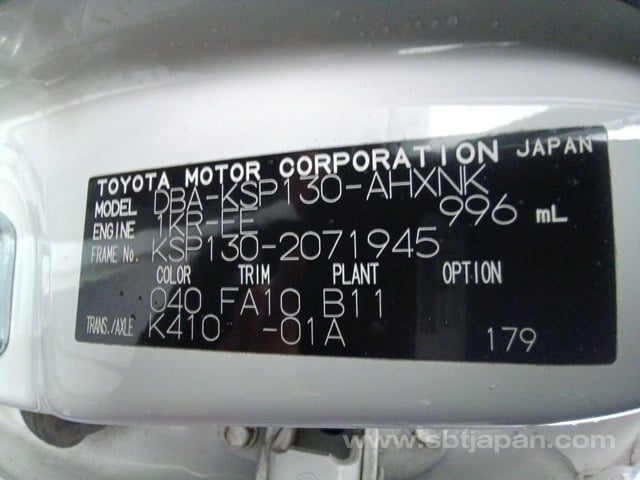 TOYOTA MOTOR CORPORATION JAPAN
MODEL DBA-KSP130-AHXNK
ENGINE 1KR-EE 996 mL
FRAME No. KSP130-2071945
COLOR TRIM PLANT OPTION
040 FA10 B11
TRANS./AXLE K410 -01A 179
www.sbtjapan.com